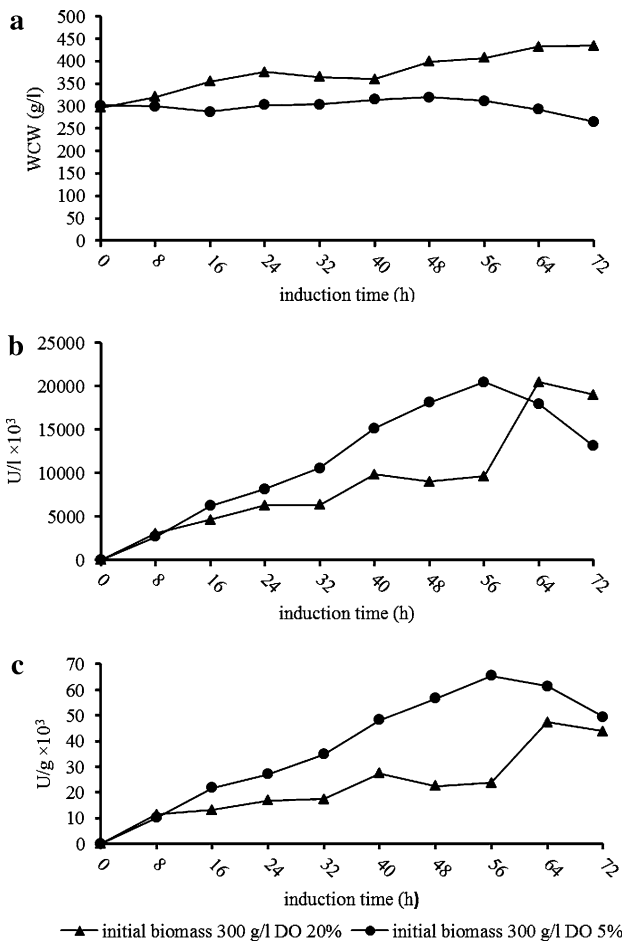 a
500
450
400
350
300
250
200
150
100
50
0
WCW (g/l)
0 8 16 24 32 40 48 56 64 72
induction time (h)
b
25000
20000
15000
10000
5000
0
U/l ×10³
0 8 16 24 32 40 48 56 64 72
induction time (h)
c
70
60
50
40
30
20
10
0
U/g ×10³
0 8 16 24 32 40 48 56 64 72
induction time (h)
initial biomass 300 g/l DO 20% initial biomass 300 g/l DO 5%